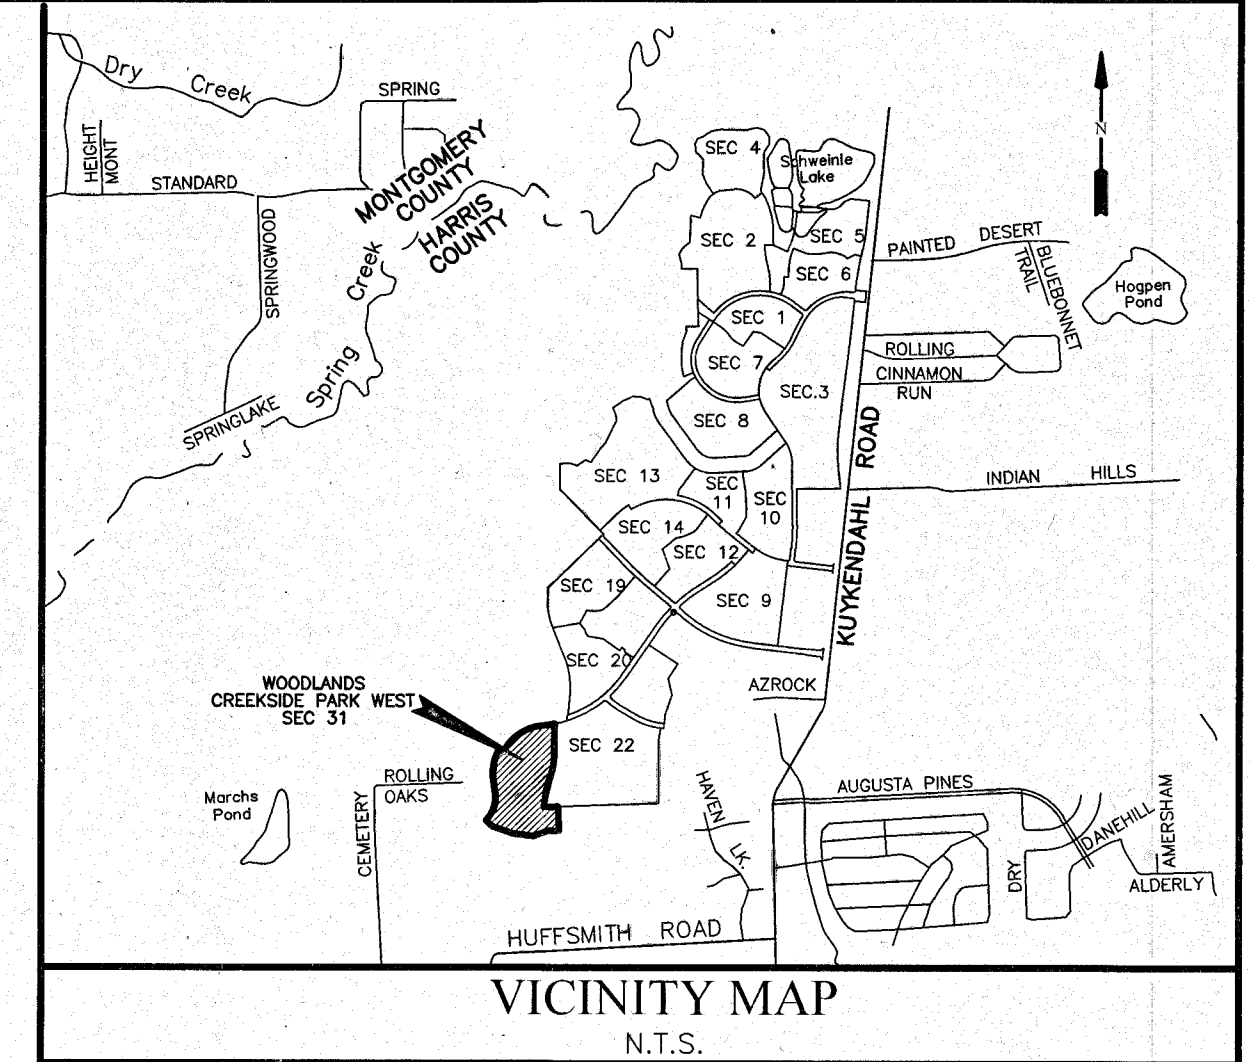 Dry Creek
SPRING
HEIGHT
MONT
STANDARD
MONTGOMERY
COUNTY
HARRIS
COUNTY
SPRINGWOOD
Spring Creek
SPRINGLAKE
SEC 4
Schweinle
Lake
N
SEC 2
SEC 5
SEC 6
PAINTED DESERT
BLUEBONNET
TRAIL
Hogpen
Pond
SEC 1
SEC 7
SEC.3
ROLLING
CINNAMON
RUN
SEC 8
KUYKENDAHL ROAD
SEC 13
SEC
11
SEC
10
INDIAN HILLS
SEC 14
SEC 12
SEC 19
SEC 9
SEC 20
AZROCK
WOODLANDS
CREEKSIDE PARK WEST
SEC 31
SEC 22
ROLLING
OAKS
CEMETERY
Marchs
Pond
HAVEN
LK.
AUGUSTA PINES
DRY
DANEHILL
AMERSHAM
ALDERLY
HUFFSMITH ROAD
VICINITY MAP
N.T.S.